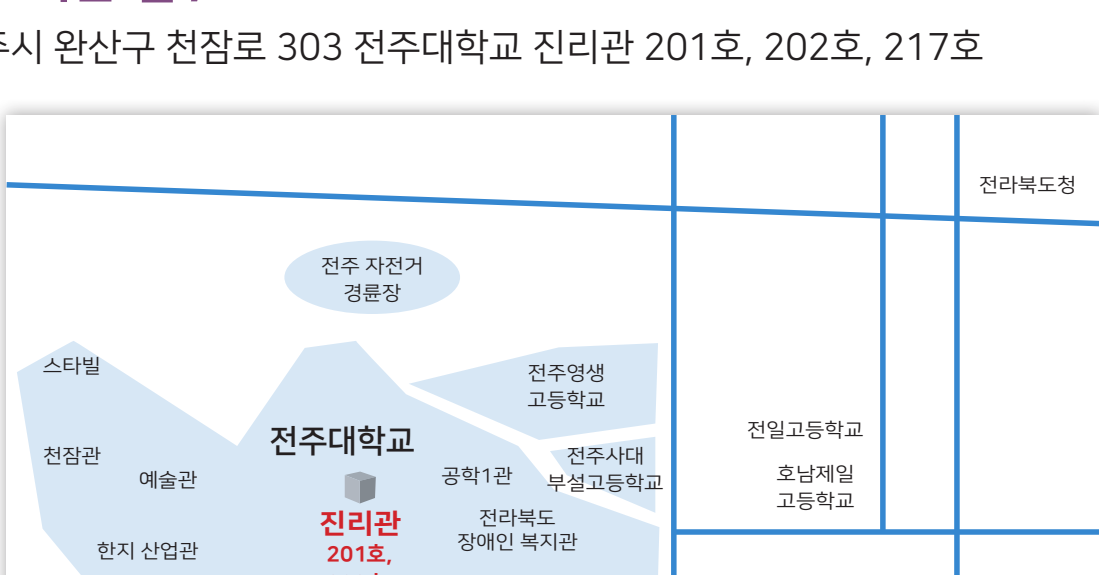 주시 완산구 천잠로 303 전주대학교 진리관 201호, 202호, 217호
전라북도청
전주 자전거
경륜장
스타빌
전주영생
고등학교
전주대학교
전일고등학교
천잠관
예술관
공학1관
전주사대
부설고등학교
호남제일
고등학교
진리관
201호,
전라북도
장애인 복지관
한지 산업관